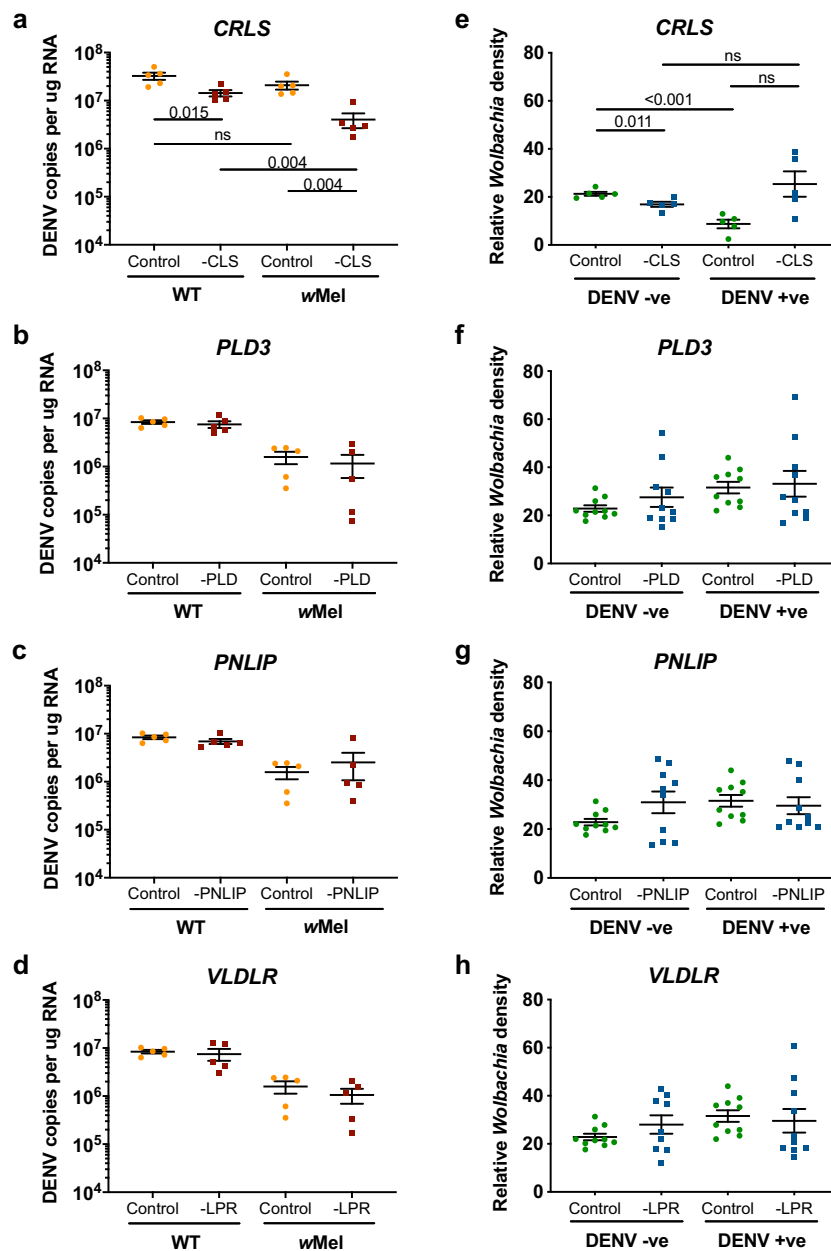 a
CRLS
DENV copies per ug RNA
10⁸
10⁷
10⁶
10⁵
10⁴
0.015
ns
0.004
0.004
Control -CLS Control -CLS
WT wMel
e
CRLS
Relative Wolbachia density
80
60
40
20
0
ns
ns
<0.001
0.011
Control -CLS Control -CLS
DENV -ve DENV +ve
b
PLD3
DENV copies per ug RNA
10⁸
10⁷
10⁶
10⁵
10⁴
Control -PLD Control -PLD
WT wMel
f
PLD3
Relative Wolbachia density
80
60
40
20
0
Control -PLD Control -PLD
DENV -ve DENV +ve
c
PNLIP
DENV copies per ug RNA
10⁸
10⁷
10⁶
10⁵
10⁴
Control -PNLIP Control -PNLIP
WT wMel
g
PNLIP
Relative Wolbachia density
80
60
40
20
0
Control -PNLIP Control -PNLIP
DENV -ve DENV +ve
d
VLDLR
DENV copies per ug RNA
10⁸
10⁷
10⁶
10⁵
10⁴
Control -LPR Control -LPR
WT wMel
h
VLDLR
Relative Wolbachia density
80
60
40
20
0
Control -LPR Control -LPR
DENV -ve DENV +ve